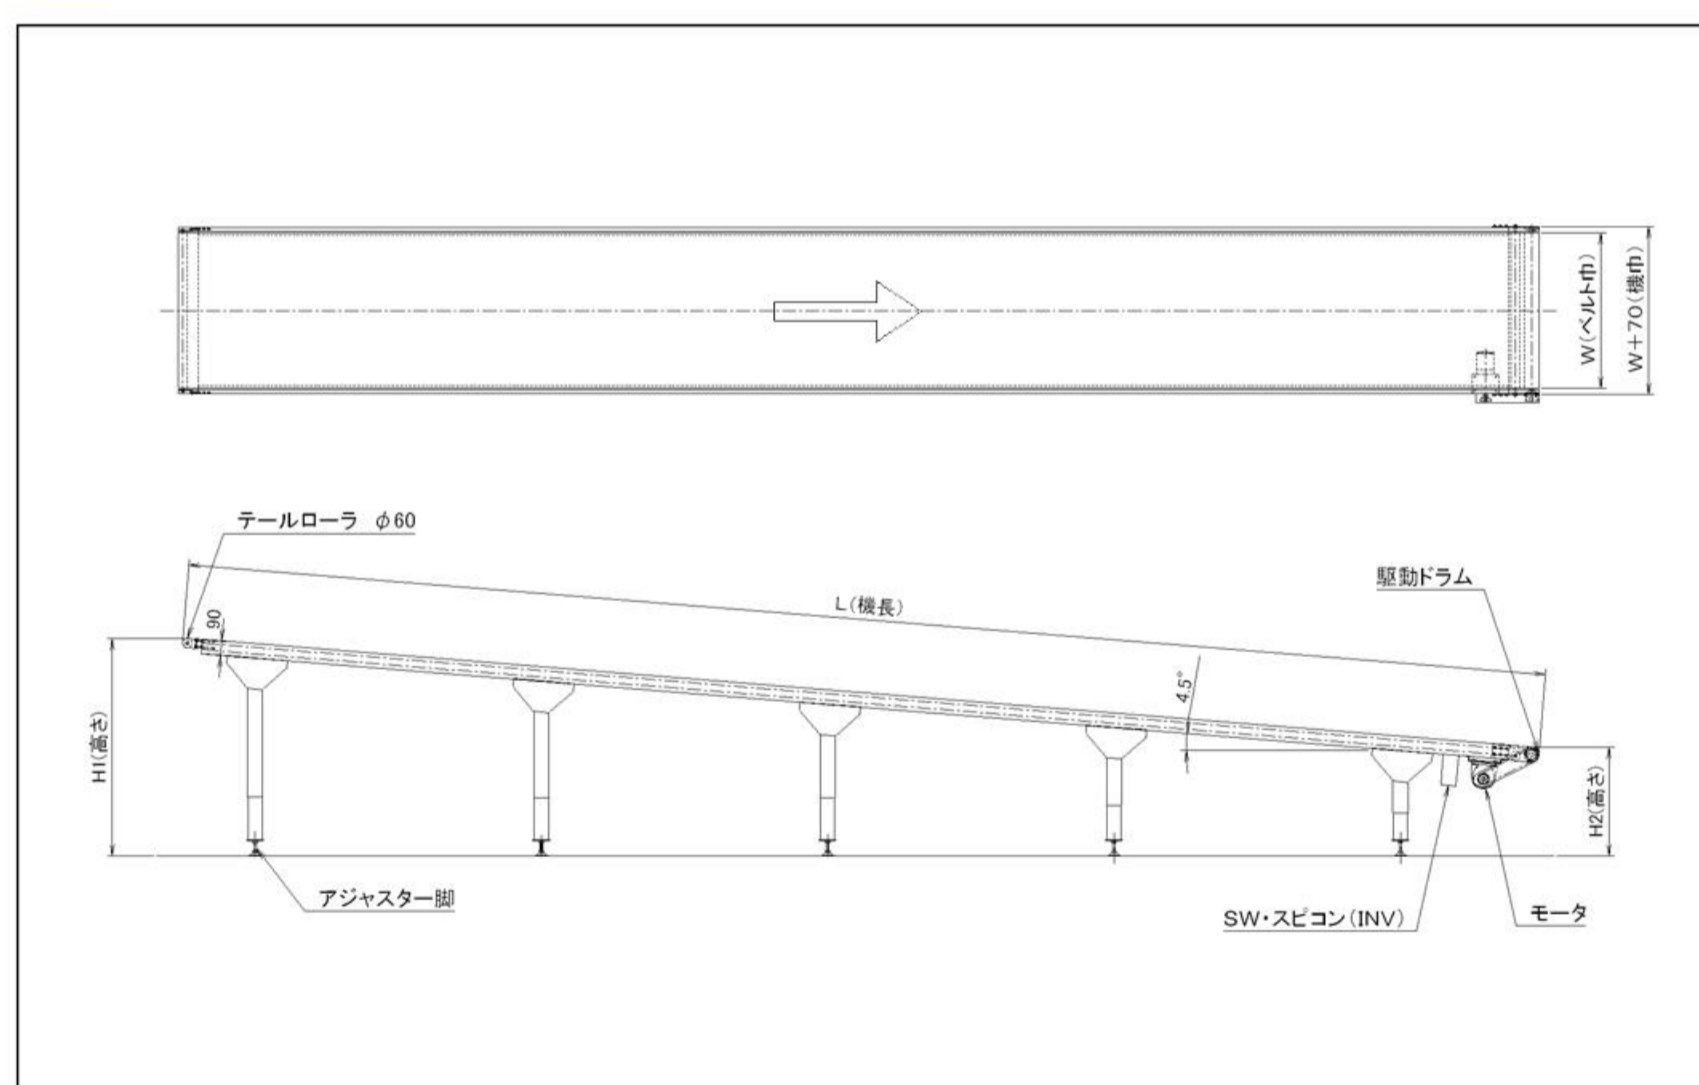 W(ベルト巾)
W+70(機巾)
テールローラ φ60
駆動ドラム
L(機長)
90
4.5°
H1(高さ)
H2(高さ)
アジャスター脚
SW・スピコン(INV)
モータ